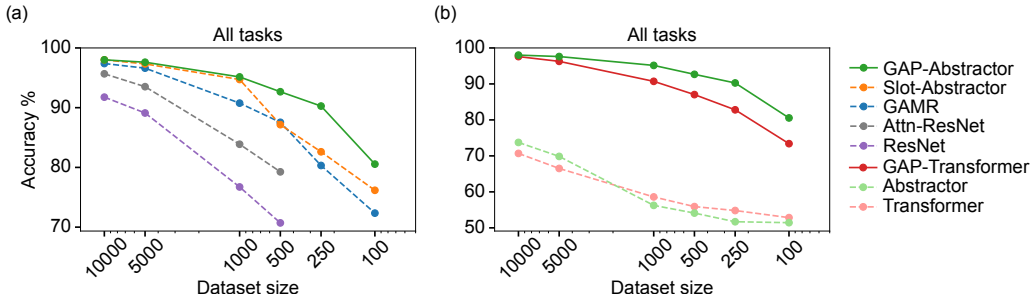 (a)
All tasks
Accuracy %
100
90
80
70
10000
5000
1000
500
250
100
Dataset size
(b)
All tasks
100
90
80
70
60
50
10000
5000
1000
500
250
100
Dataset size
GAP-Abstractor
Slot-Abstractor
GAMR
Attn-ResNet
ResNet
GAP-Transformer
Abstractor
Transformer